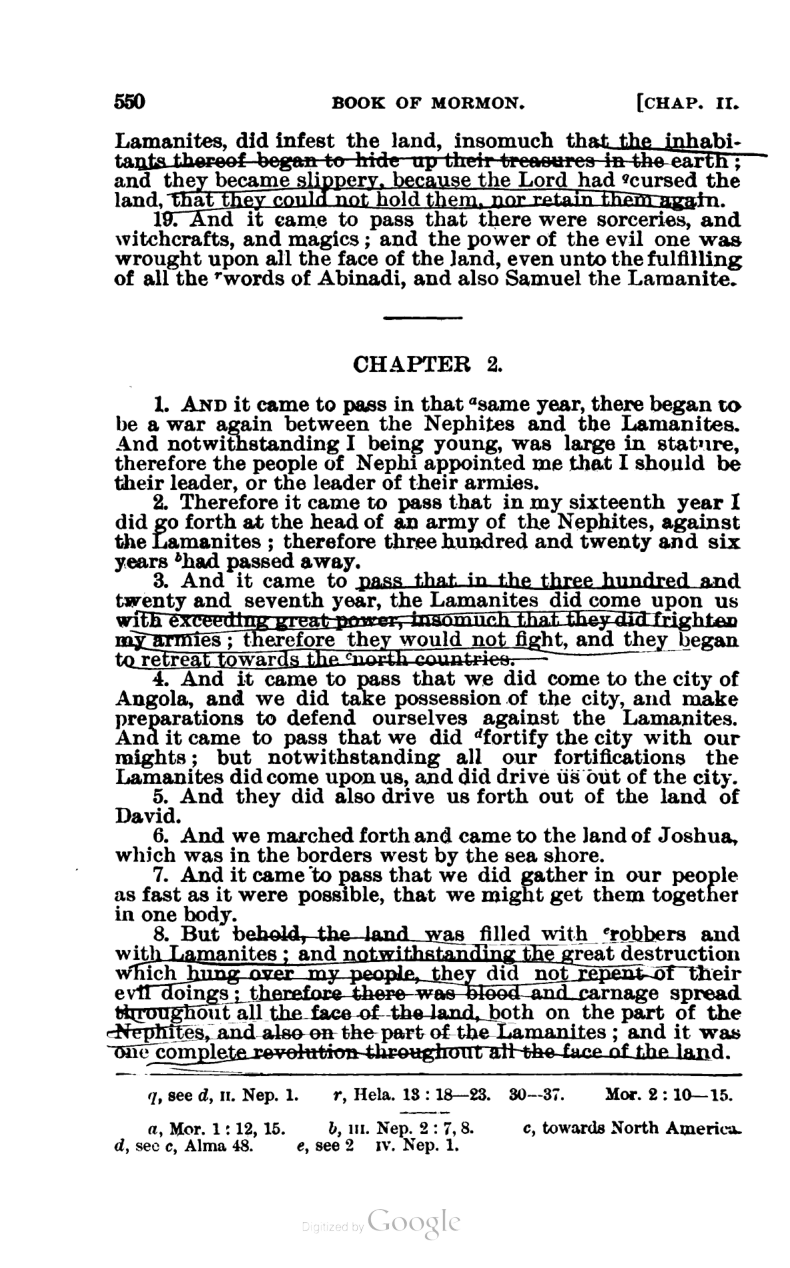 550 BOOK OF MORMON. [CHAP. II.
Lamanites, did infest the land, insomuch that the inhabi-
tants thereof began to hide up their treasures in the earth;
and they became slippery, because the Lord had qcursed the
land, that they could not hold them, nor retain them again.
19. And it came to pass that there were sorceries, and
witchcrafts, and magics; and the power of the evil one was
wrought upon all the face of the land, even unto the fulfilling
of all the rwords of Abinadi, and also Samuel the Lamanite.
CHAPTER 2.
1. AND it came to pass in that asame year, there began to
be a war again between the Nephites and the Lamanites.
And notwithstanding I being young, was large in stature,
therefore the people of Nephi appointed me that I should be
their leader, or the leader of their armies.
2. Therefore it came to pass that in my sixteenth year I
did go forth at the head of an army of the Nephites, against
the Lamanites; therefore three hundred and twenty and six
years bhad passed away.
3. And it came to pass that in the three hundred and
twenty and seventh year, the Lamanites did come upon us
with exceeding great power, insomuch that they did frighten
my armies; therefore they would not fight, and they began
to retreat towards the cnorth countries.
4. And it came to pass that we did come to the city of
Angola, and we did take possession of the city, and make
preparations to defend ourselves against the Lamanites.
And it came to pass that we did dfortify the city with our
mights; but notwithstanding all our fortifications the
Lamanites did come upon us, and did drive us out of the city.
5. And they did also drive us forth out of the land of
David.
6. And we marched forth and came to the land of Joshua,
which was in the borders west by the sea shore.
7. And it came to pass that we did gather in our people
as fast as it were possible, that we might get them together
in one body.
8. But behold, the land was filled with erobbers and
with Lamanites; and notwithstanding the great destruction
which hung over my people, they did not repent of their
evil doings; therefore there was blood and carnage spread
throughout all the face of the land, both on the part of the
Nephites, and also on the part of the Lamanites; and it was
one complete revolution throughout all the face of the land.
q, see d, II. Nep. 1. r, Hela. 13:18—23. 30--37. Mor. 2:10—15.
a, Mor. 1:12, 15. b, III. Nep. 2:7, 8. c, towards North America.
d, see c, Alma 48. e, see 2 IV. Nep. 1.
Digitized by Google